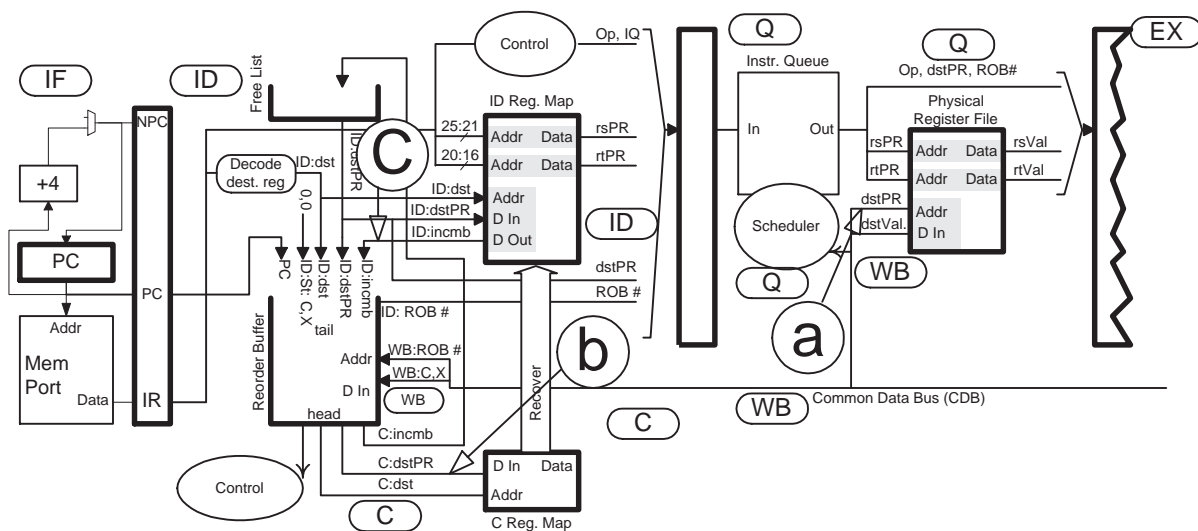 IF
ID
Free List
Control
Op, IQ
Q
Instr. Queue
Q
EX
Op, dstPR, ROB#
NPC
+4
PC
Addr
Mem
Port
Data
PC
IR
Decode
dest. reg
ID:dst
ID:dstPR
C
25:21
20:16
ID Reg. Map
Addr
Data
Addr
Data
Addr
D In
D Out
rsPR
rtPR
ID:dst
ID:dstPR
ID:incmb
ID
dstPR
ROB #
In
Out
Scheduler
Q
Physical
Register File
rsPR
rtPR
dstPR
dstVal.
Addr
Data
Addr
Data
Addr
D In
rsVal
rtVal
WB
a
0,0
PC
ID:St: C,X
ID:dst
ID:dstPR
ID:incmb
tail
Reorder Buffer
ID: ROB #
Addr
WB:ROB #
WB:C,X
D In
WB
head
b
Recover
C
WB
Common Data Bus (CDB)
C:incmb
C:dstPR
C:dst
Control
C
D In
Data
Addr
C Reg. Map